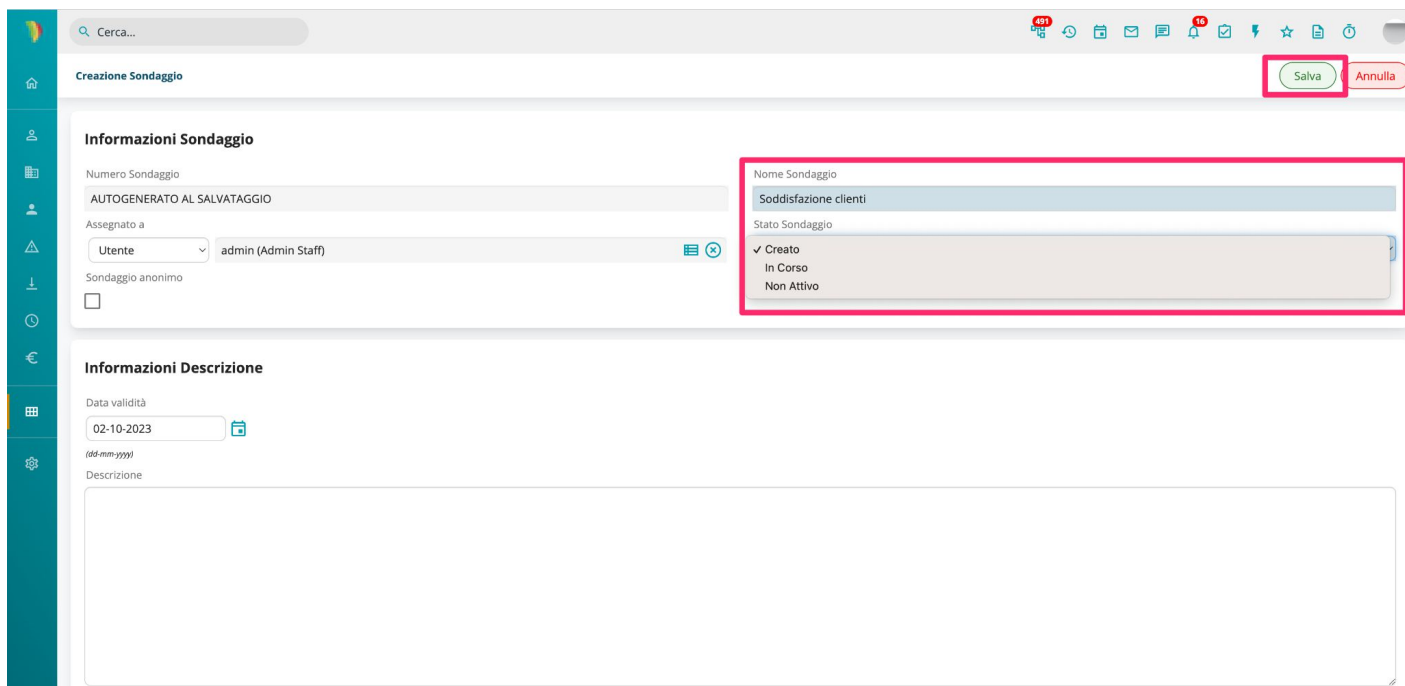 Cerca...
491
16
Creazione Sondaggio
Salva
Annulla
Informazioni Sondaggio
Numero Sondaggio
AUTOGENERATO AL SALVATAGGIO
Nome Sondaggio
Soddisfazione clienti
Assegnato a
Utente
admin (Admin Staff)
Stato Sondaggio
✓ Creato
In Corso
Non Attivo
Sondaggio anonimo
Informazioni Descrizione
Data validità
02-10-2023
(dd-mm-yyyy)
Descrizione